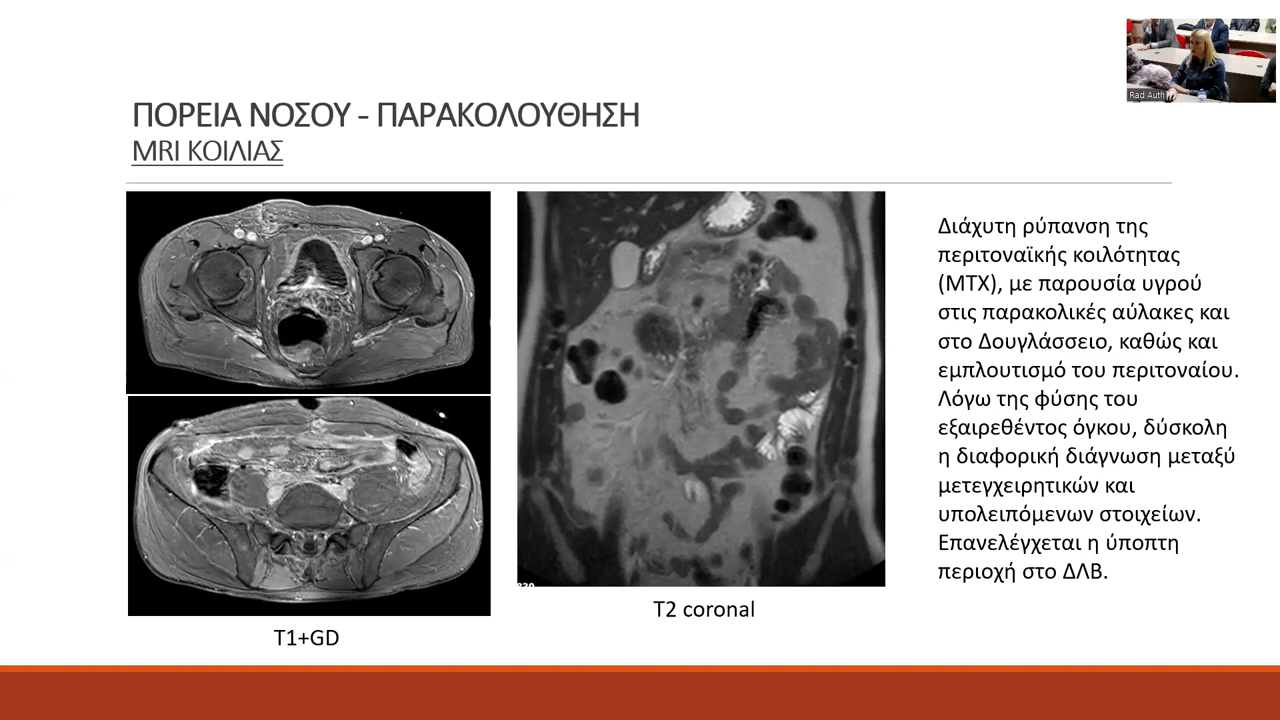 Rad Auth
ΠΟΡΕΙΑ ΝΟΣΟΥ - ΠΑΡΑΚΟΛΟΥΘΗΣΗ
MRI ΚΟΙΛΙΑΣ
Διάχυτη ρύπανση της
περιτοναϊκής κοιλότητας
(ΜΤΧ), με παρουσία υγρού
στις παρακολικές αύλακες και
στο Δουγλάσσειο, καθώς και
εμπλουτισμό του περιτοναίου.
Λόγω της φύσης του
εξαιρεθέντος όγκου, δύσκολη
η διαφορική διάγνωση μεταξύ
μετεγχειρητικών και
υπολειπόμενων στοιχείων.
Επανελέγχεται η ύποπτη
περιοχή στο ΔΛΒ.
T2 coronal
T1+GD